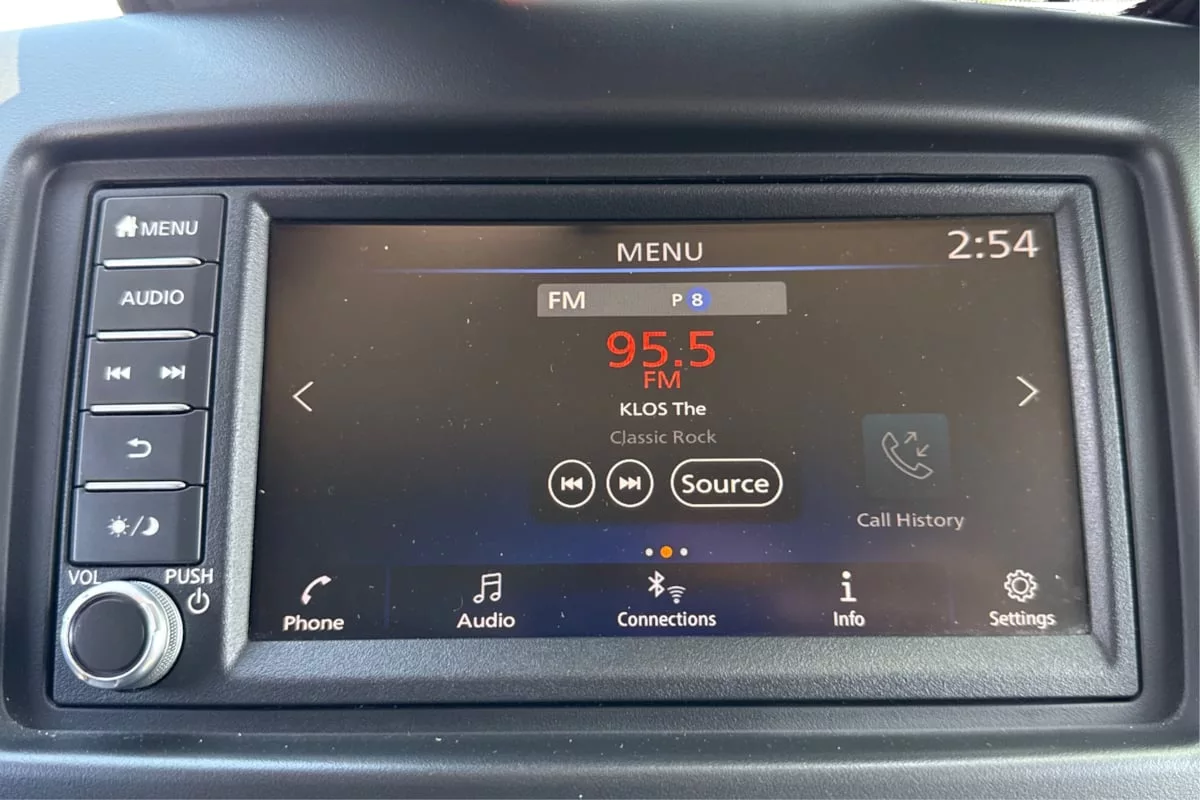 MENU
AUDIO
VOL
PUSH
MENU
2:54
FM
P 8
95.5
FM
KLOS The
Classic Rock
Source
Call History
Phone
Audio
Connections
Info
Settings